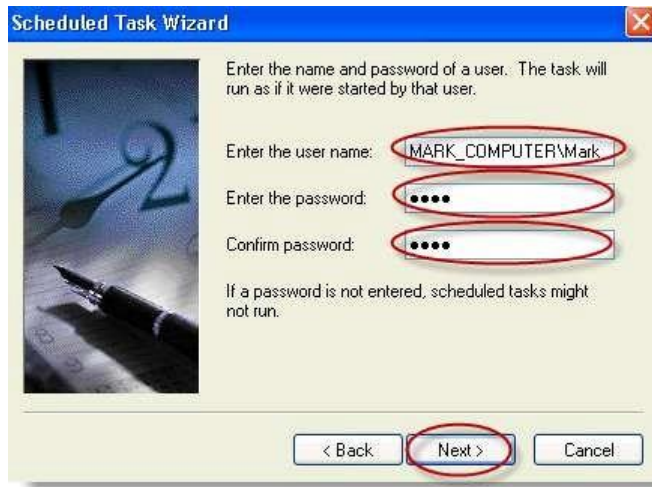 Scheduled Task Wizard
Enter the name and password of a user. The task will
run as if it were started by that user.
Enter the user name: MARK_COMPUTER\Mark
Enter the password: ••••
Confirm password: ••••
If a password is not entered, scheduled tasks might
not run.
< Back Next > Cancel